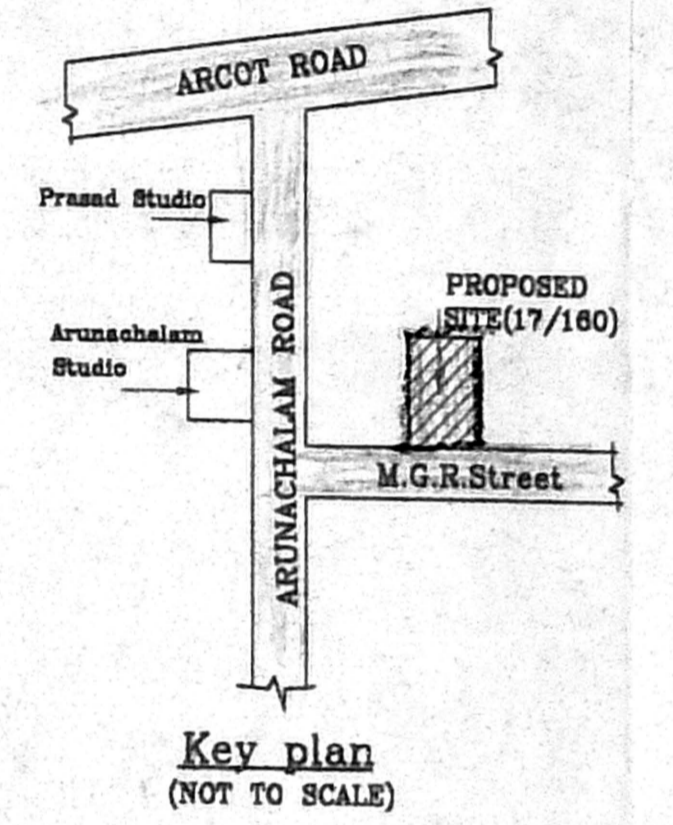 ARCOT ROAD
Prasad Studio
PROPOSED
SITE(17/160)
Arunachalam
Studio
ARUNACHALAM ROAD
M.G.R.Street
Key plan
(NOT TO SCALE)